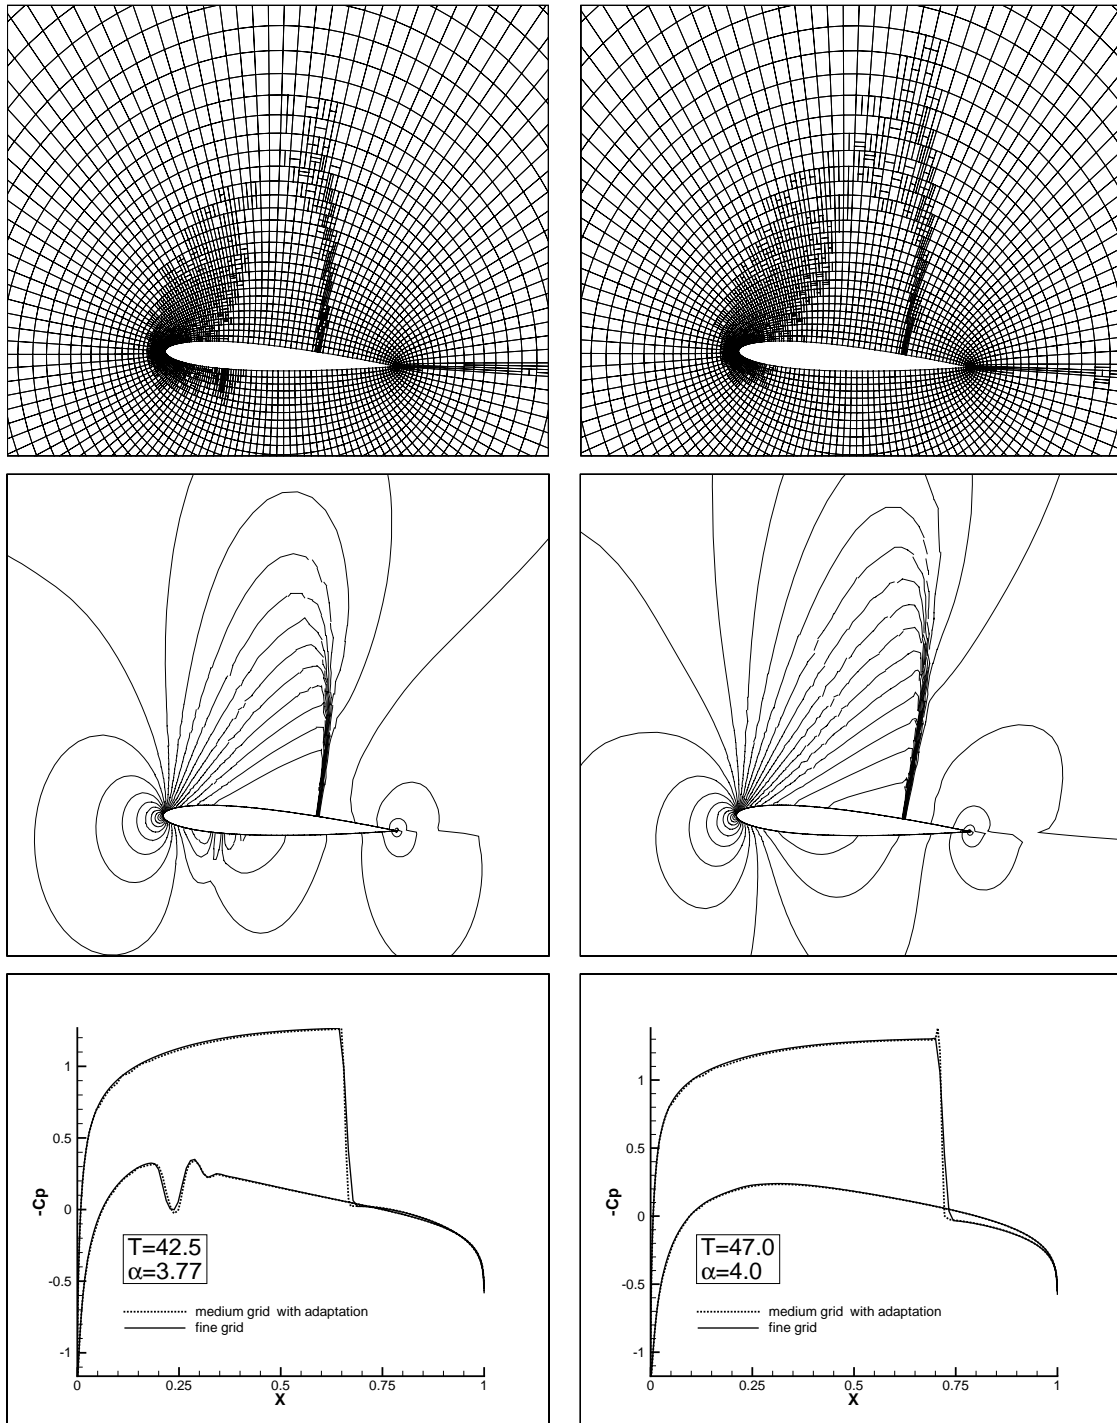 1
0.5
0
-0.5
-1
-Cp
T=42.5
α=3.77
medium grid with adaptation
fine grid
0
0.25
0.5
0.75
1
X
1
0.5
0
-0.5
-1
-Cp
T=47.0
α=4.0
medium grid with adaptation
fine grid
0
0.25
0.5
0.75
1
X